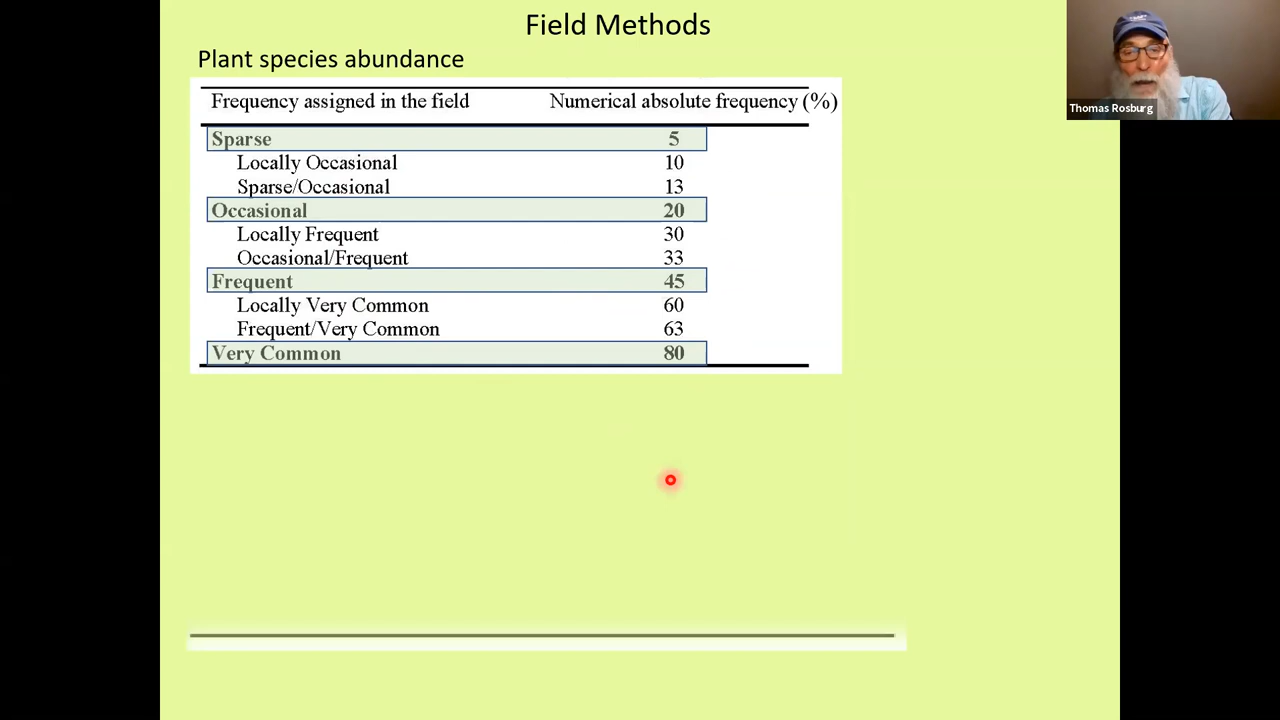 Field Methods
Plant species abundance
Frequency assigned in the field Numerical absolute frequency (%)
Sparse 5
Locally Occasional 10
Sparse/Occasional 13
Occasional 20
Locally Frequent 30
Occasional/Frequent 33
Frequent 45
Locally Very Common 60
Frequent/Very Common 63
Very Common 80
Thomas Rosburg